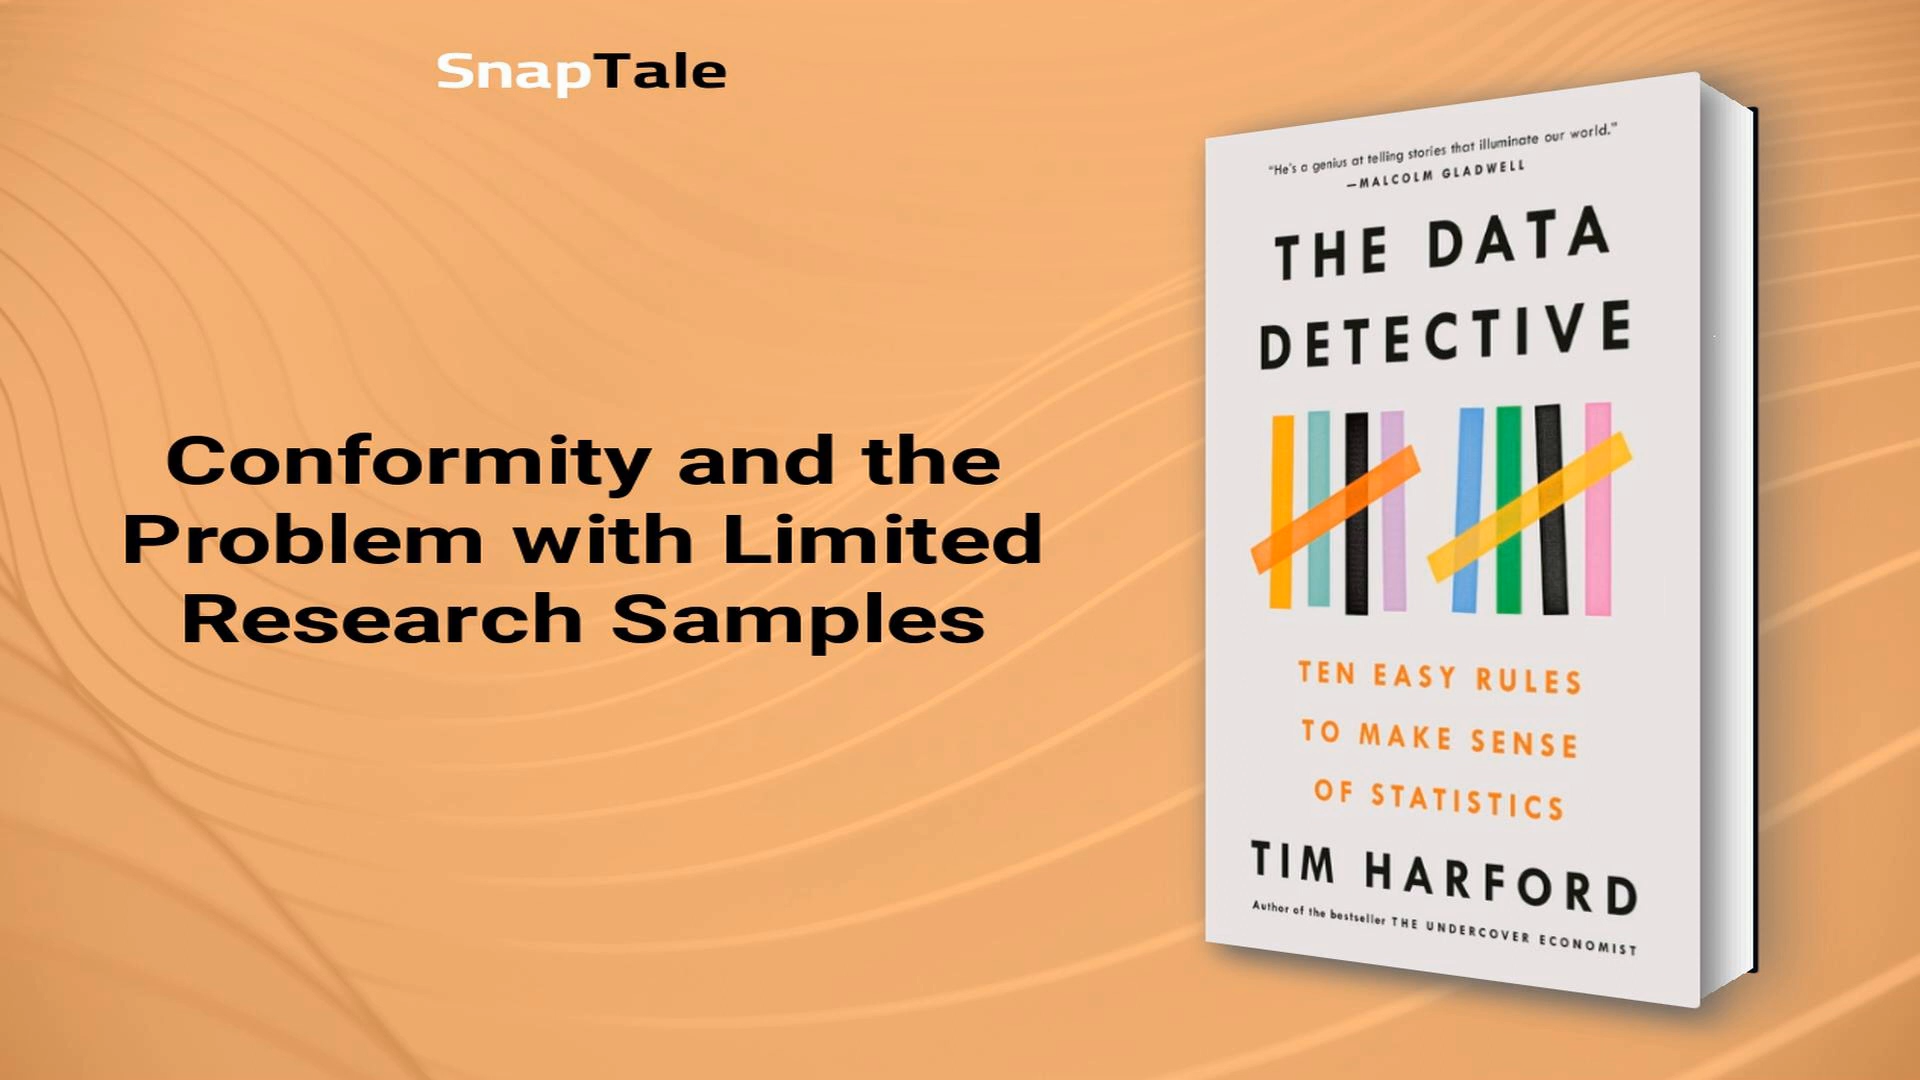 SnapTale
Conformity and the
Problem with Limited
Research Samples
"He's a genius at telling stories that illuminate our world."
—MALCOLM GLADWELL
THE DATA
DETECTIVE
TEN EASY RULES
TO MAKE SENSE
OF STATISTICS
TIM HARFORD
Author of the bestseller THE UNDERCOVER ECONOMIST